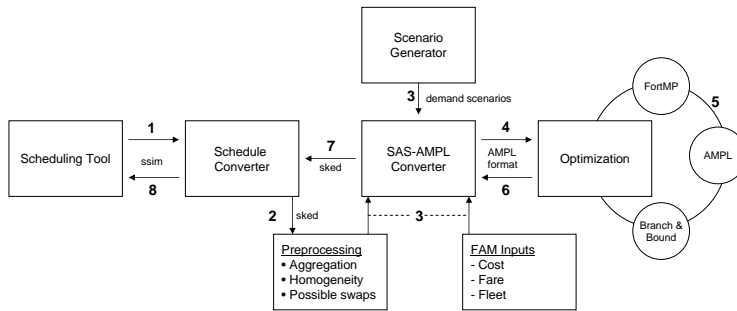 Scenario
Generator
3
demand scenarios
FortMP
5
1
ssim
8
Scheduling Tool
Schedule
Converter
7
sked
SAS-AMPL
Converter
4
AMPL
format
6
Optimization
AMPL
Branch &
Bound
2
sked
3
Preprocessing
• Aggregation
• Homogeneity
• Possible swaps
FAM Inputs
- Cost
- Fare
- Fleet